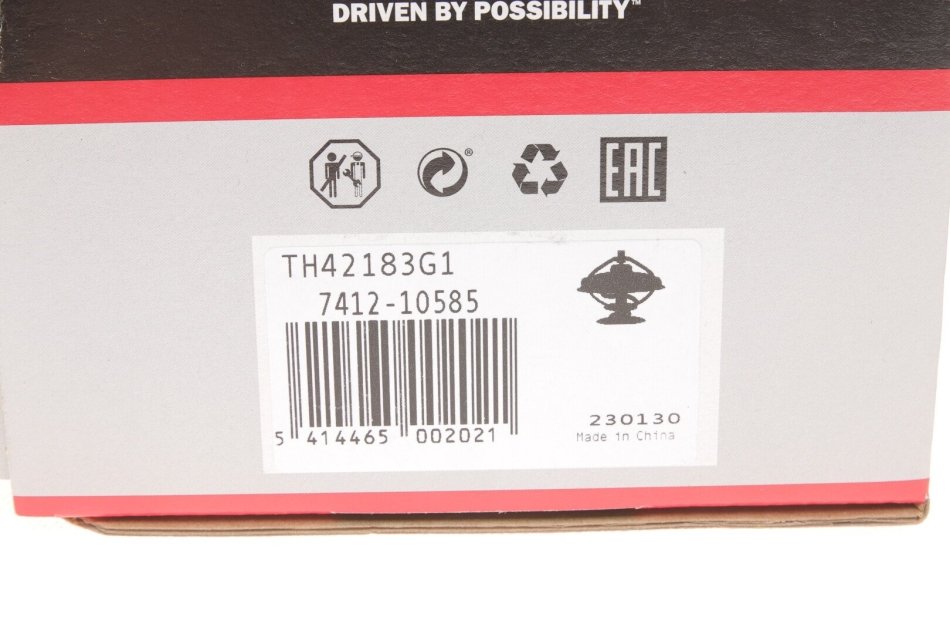 DRIVEN BY POSSIBILITY™
®
EAC
TH42183G1
7412-10585
5 414465 002021
230130
Made in China